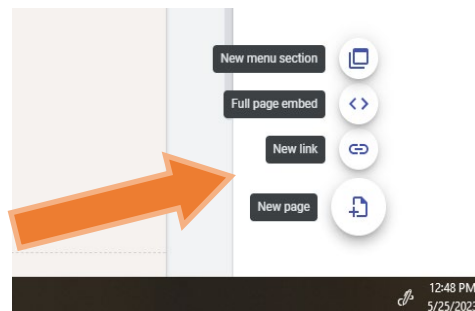 New menu section
Full page embed
New link
New page
12:48 PM
5/25/2023